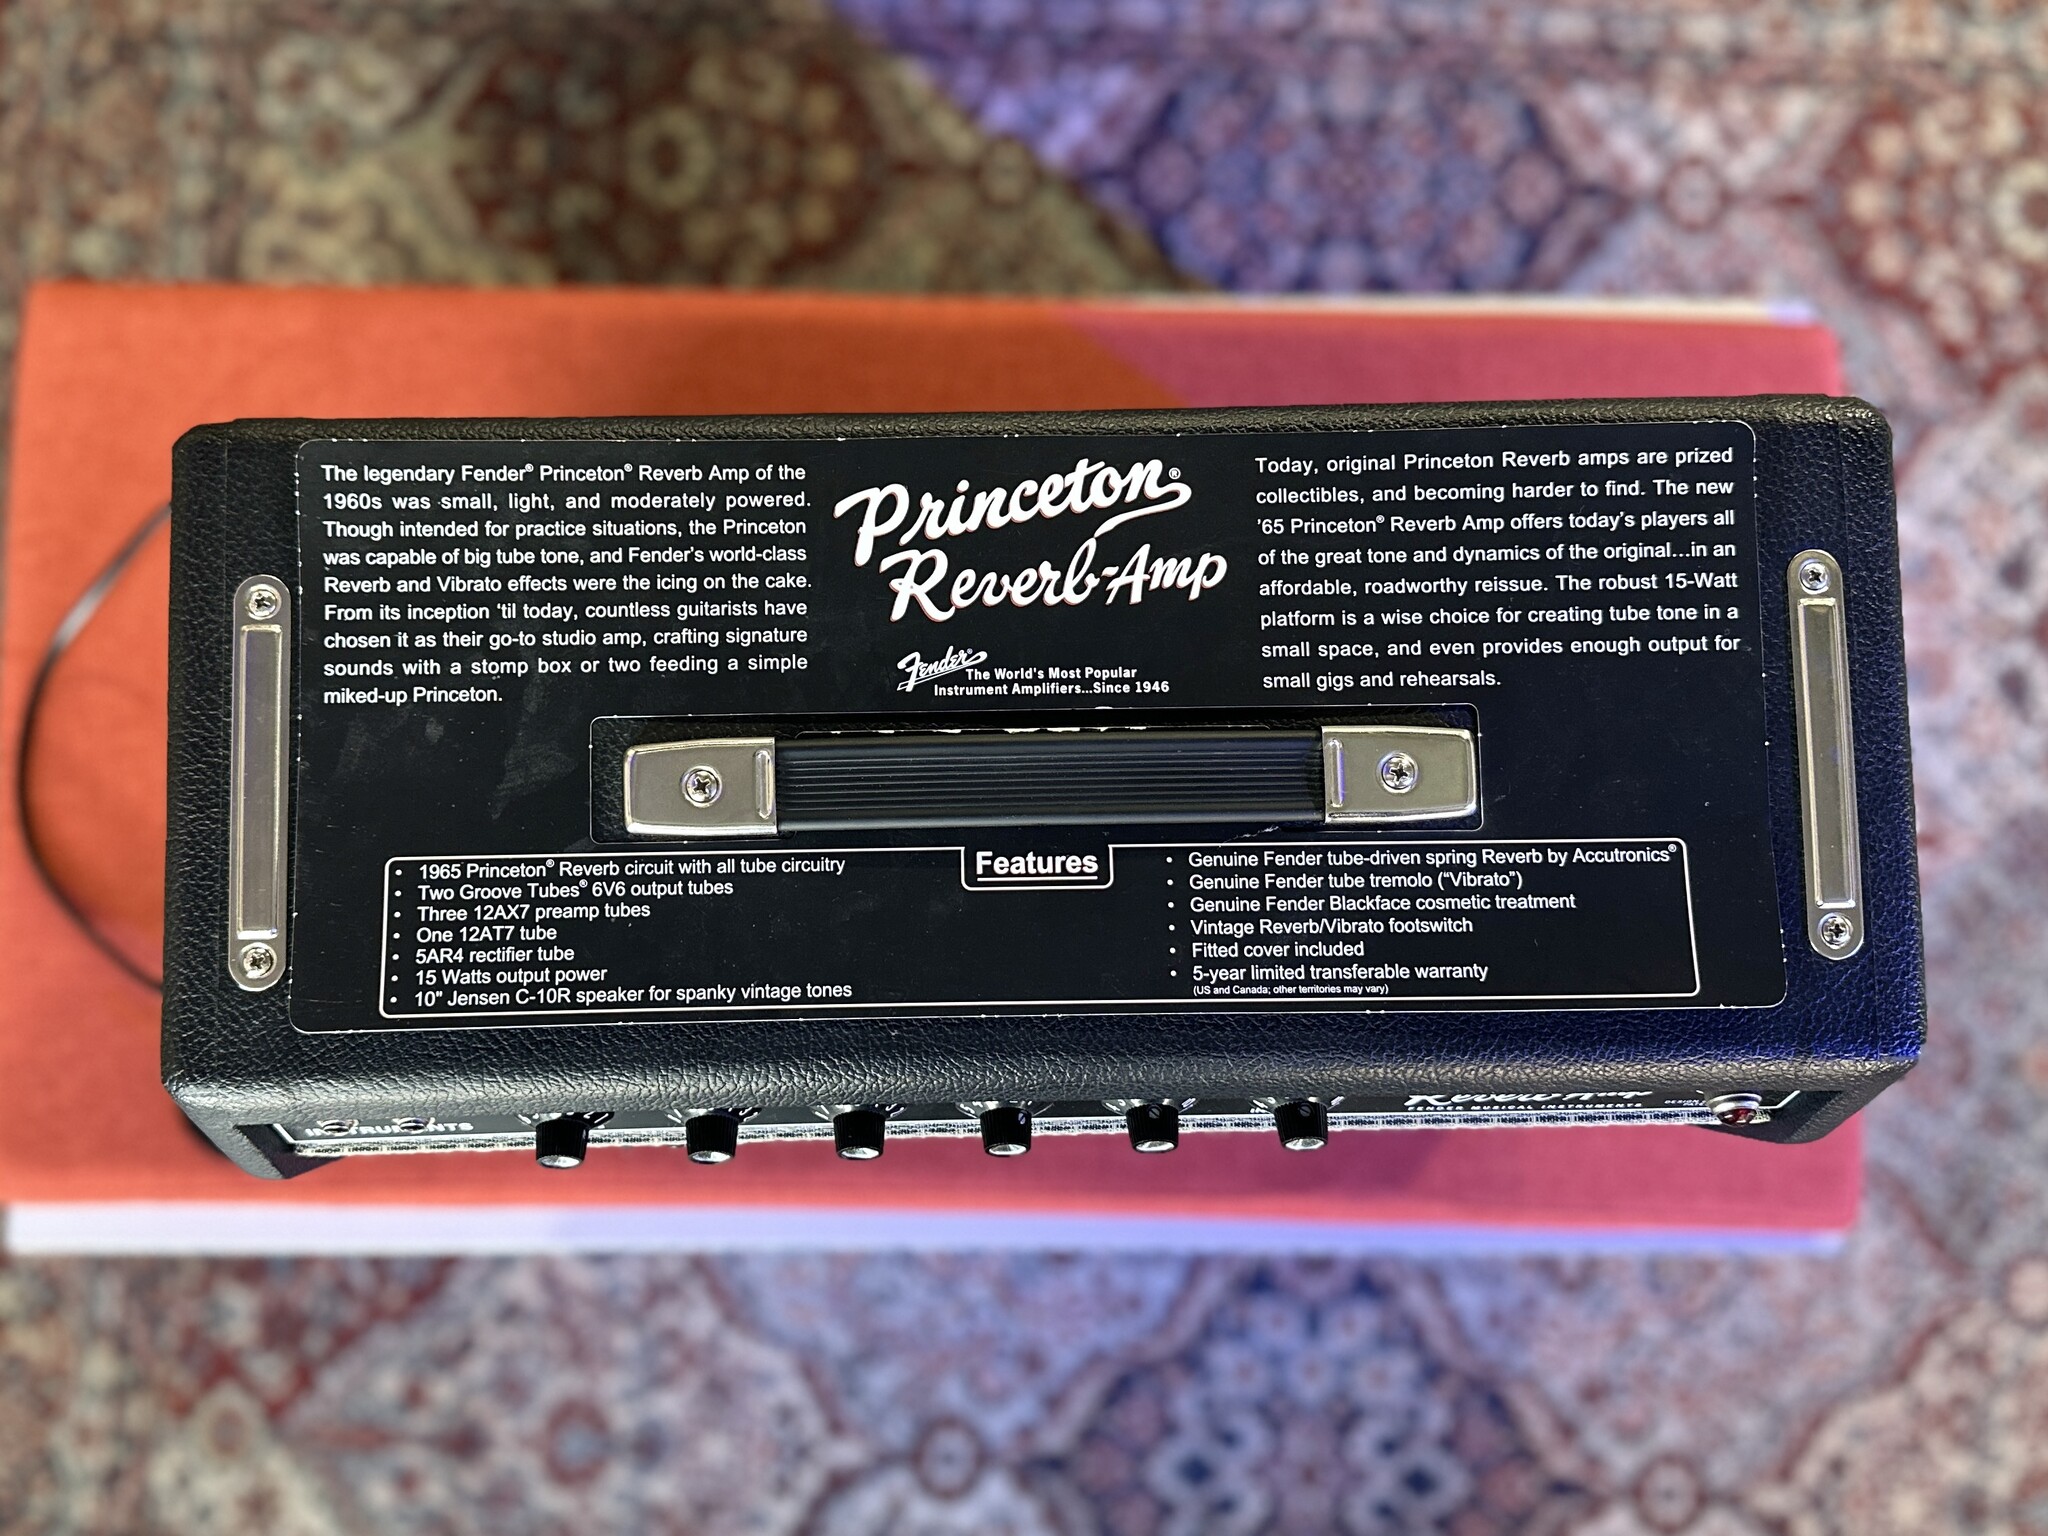 The legendary Fender® Princeton® Reverb Amp of the
1960s was small, light, and moderately powered.
Though intended for practice situations, the Princeton
was capable of big tube tone, and Fender's world-class
Reverb and Vibrato effects were the icing on the cake.
From its inception ‘til today, countless guitarists have
chosen it as their go-to studio amp, crafting signature
sounds with a stomp box or two feeding a simple
miked-up Princeton.
Princeton®
Reverb-Amp
Fender® The World's Most Popular
Instrument Amplifiers...Since 1946
Today, original Princeton Reverb amps are prized
collectibles, and becoming harder to find. The new
’65 Princeton® Reverb Amp offers today's players all
of the great tone and dynamics of the original...in an
affordable, roadworthy reissue. The robust 15-Watt
platform is a wise choice for creating tube tone in a
small space, and even provides enough output for
small gigs and rehearsals.
Features
• 1965 Princeton® Reverb circuit with all tube circuitry
• Two Groove Tubes® 6V6 output tubes
• Three 12AX7 preamp tubes
• One 12AT7 tube
• 5AR4 rectifier tube
• 15 Watts output power
• 10" Jensen C-10R speaker for spanky vintage tones
• Genuine Fender tube-driven spring Reverb by Accutronics®
• Genuine Fender tube tremolo (“Vibrato”)
• Genuine Fender Blackface cosmetic treatment
• Vintage Reverb/Vibrato footswitch
• Fitted cover included
• 5-year limited transferable warranty
(US and Canada; other territories may vary)
INSTRUMENTS
Reverb-Amp
FENDER MUSICAL INSTRUMENTS